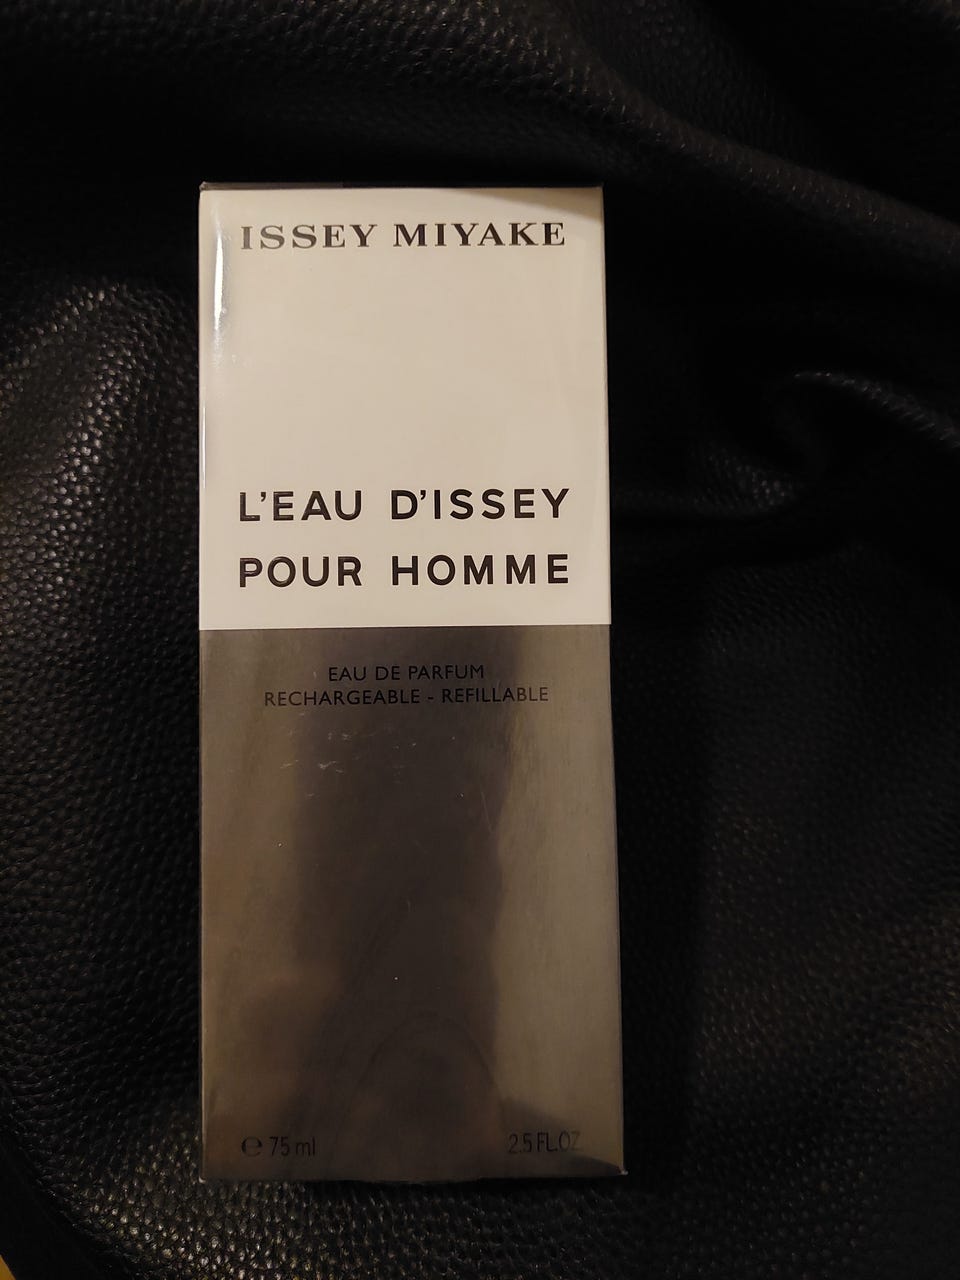 ISSEY MIYAKE
L'EAU D'ISSEY
POUR HOMME
EAU DE PARFUM
RECHARGEABLE - REFILLABLE
℮ 75 ml
2.5 FL.OZ